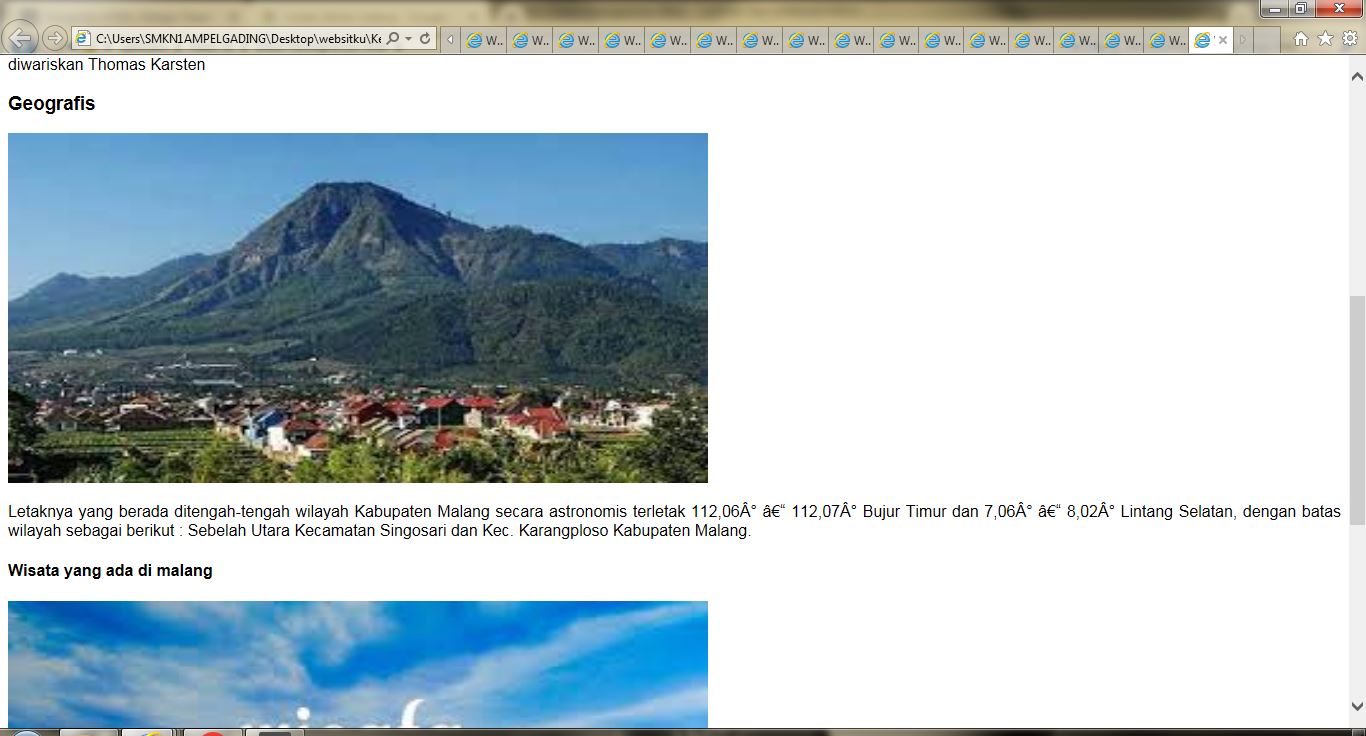 C:\Users\SMKN1AMPELGADING\Desktop\websitku\Ke
W... W... W... W... W... W... W... W... W... W... W... W... W... W... W... W...
diwariskan Thomas Karsten
Geografis
Letaknya yang berada ditengah-tengah wilayah Kabupaten Malang secara astronomis terletak 112,06Â° â€“ 112,07Â° Bujur Timur dan 7,06Â° â€“ 8,02Â° Lintang Selatan, dengan batas
wilayah sebagai berikut : Sebelah Utara Kecamatan Singosari dan Kec. Karangploso Kabupaten Malang.
Wisata yang ada di malang